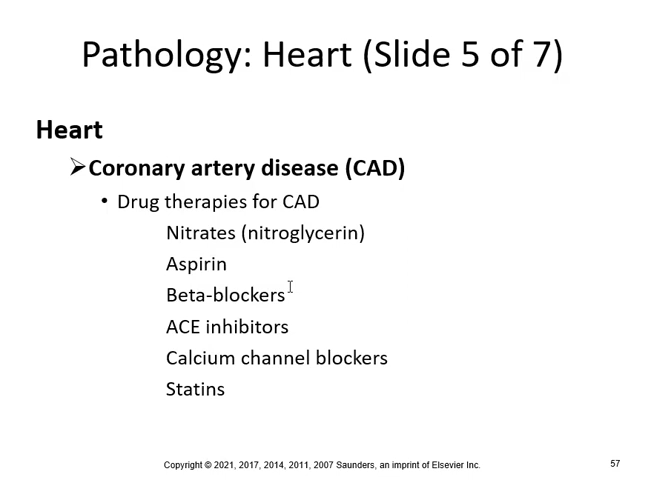 Pathology: Heart (Slide 5 of 7)
Heart
➢Coronary artery disease (CAD)
• Drug therapies for CAD
Nitrates (nitroglycerin)
Aspirin
Beta-blockers
ACE inhibitors
Calcium channel blockers
Statins
Copyright © 2021, 2017, 2014, 2011, 2007 Saunders, an imprint of Elsevier Inc.
57